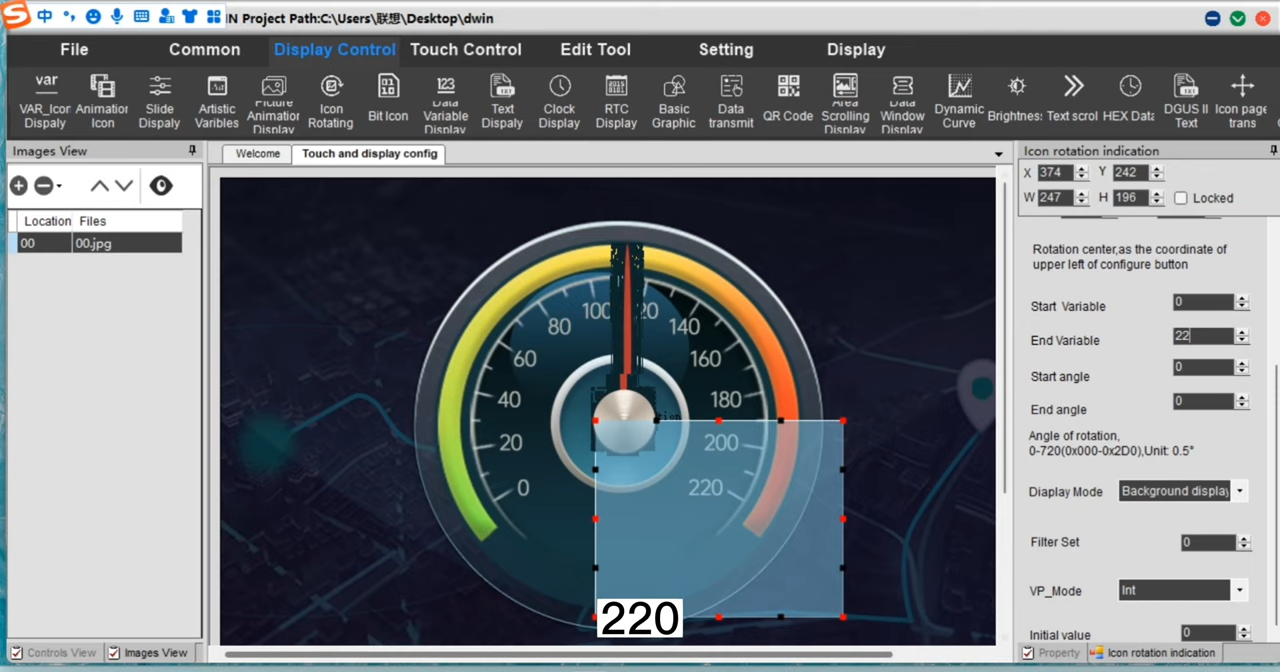 中
IN Project Path:C:\Users\联想\Desktop\dwin
File Common Display Control Touch Control Edit Tool Setting Display
var
VAR_Icon Dispaly
Animation Icon
Slide Dispaly
Artistic Varibles
Picture Animation Display
Icon Rotating
Bit Icon
123
Data Variable Display
Text Dispaly
Clock Display
RTC Display
Basic Graphic
Data transmit
QR Code
Area Scrolling Display
Data Window Display
Dynamic Curve
Brightnes:
Text scrol
HEX Data
DGUS II Text
Icon page trans
Images View
Welcome
Touch and display config
Icon rotation indication
X 374 Y 242
W 247 H 196 Locked
Location Files
00 00.jpg
Rotation center,as the coordinate of
upper left of configure button
Start Variable 0
End Variable 22
Start angle 0
End angle 0
Angle of rotation,
0-720(0x000-0x2D0),Unit: 0.5°
Diaplay Mode Background display
Filter Set 0
VP_Mode Int
Initial value 0
0
20
40
60
80
100
20
140
160
180
200
220
220
Controls View
Images View
Property
Icon rotation indication